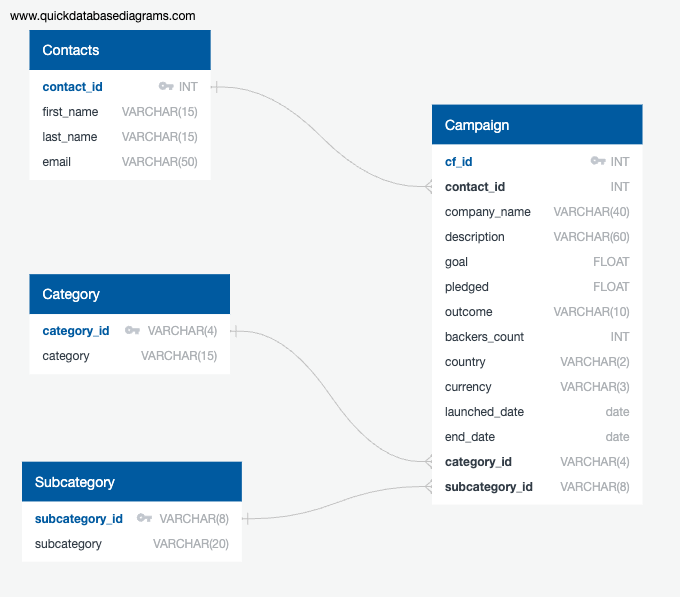 www.quickdatabasediagrams.com
Contacts
contact_id INT
first_name VARCHAR(15)
last_name VARCHAR(15)
email VARCHAR(50)
Campaign
cf_id INT
contact_id INT
company_name VARCHAR(40)
description VARCHAR(60)
goal FLOAT
pledged FLOAT
outcome VARCHAR(10)
backers_count INT
country VARCHAR(2)
currency VARCHAR(3)
launched_date date
end_date date
category_id VARCHAR(4)
subcategory_id VARCHAR(8)
Category
category_id VARCHAR(4)
category VARCHAR(15)
Subcategory
subcategory_id VARCHAR(8)
subcategory VARCHAR(20)